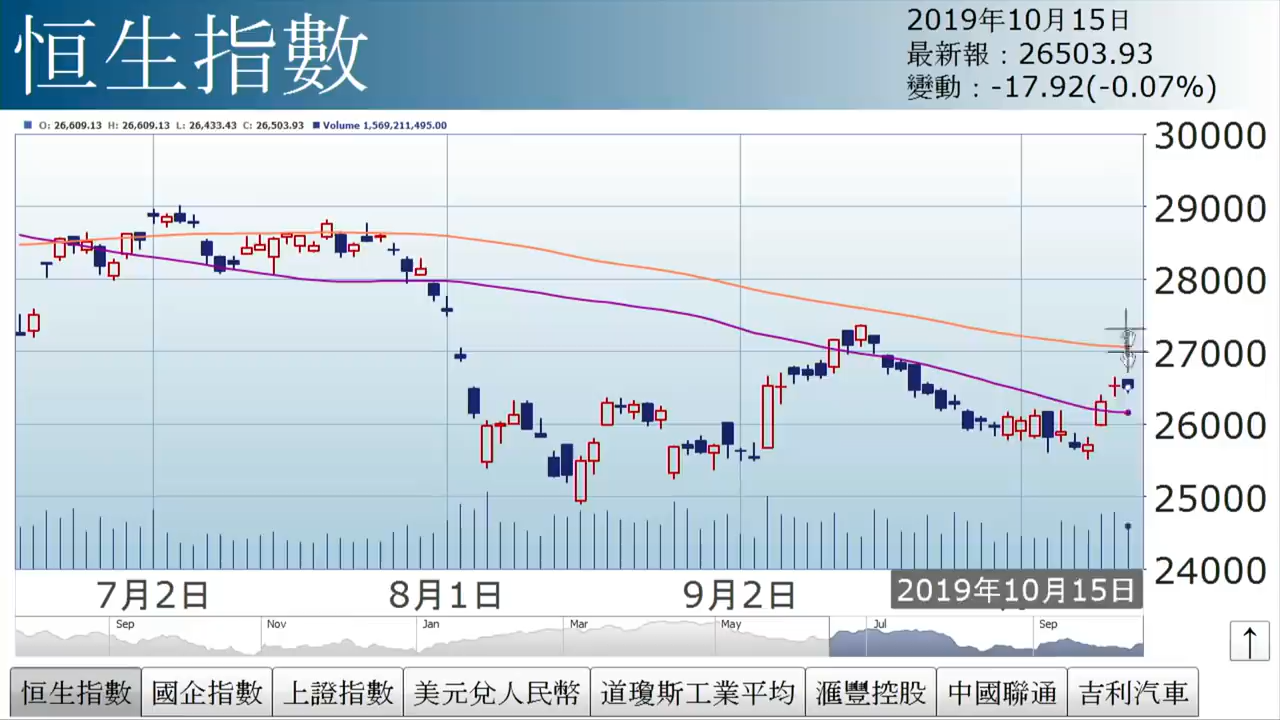 恒生指數
2019年10月15日
最新報：26503.93
變動：-17.92(-0.07%)
O: 26,609.13 H: 26,609.13 L: 26,433.43 C: 26,503.93 Volume 1,569,211,495.00
30000
29000
28000
27000
26000
25000
24000
7月2日 8月1日 9月2日 2019年10月15日
Sep Nov Jan Mar May Jul Sep
↑
恒生指數 國企指數 上證指數 美元兌人民幣 道瓊斯工業平均 滙豐控股 中國聯通 吉利汽車